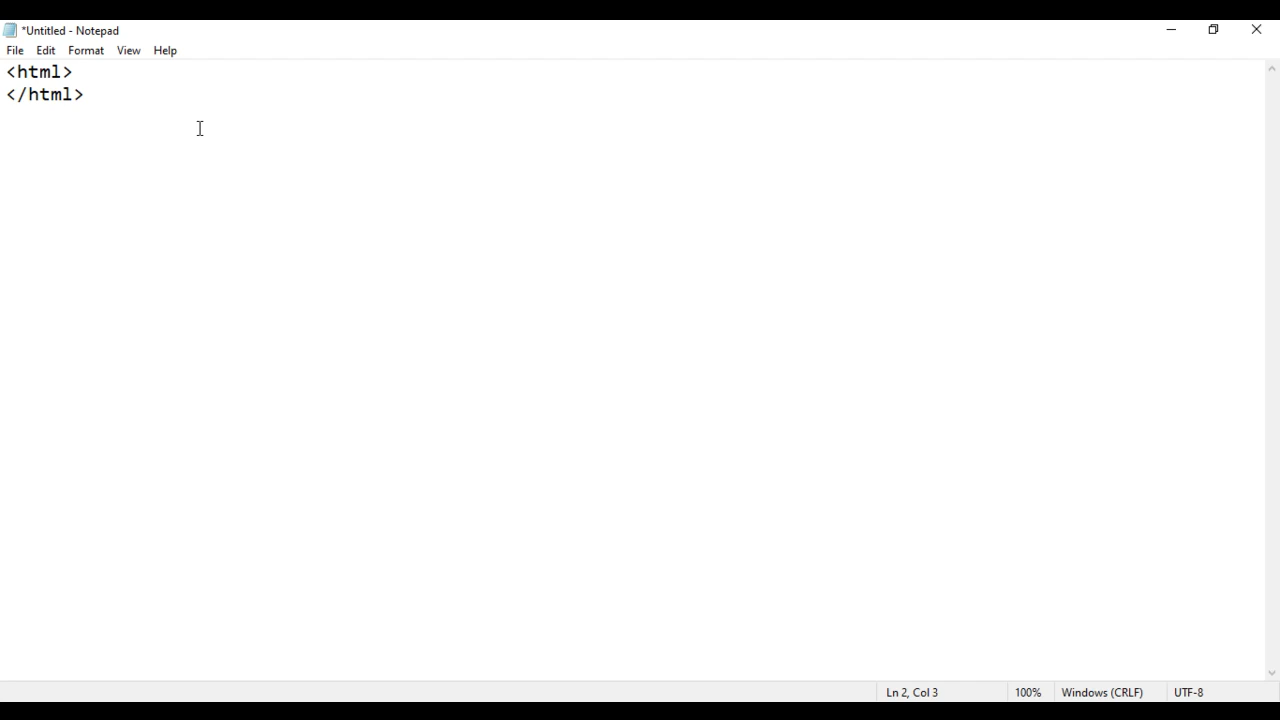 *Untitled - Notepad
File Edit Format View Help
<html>
</html>
Ln 2, Col 3 100% Windows (CRLF) UTF-8